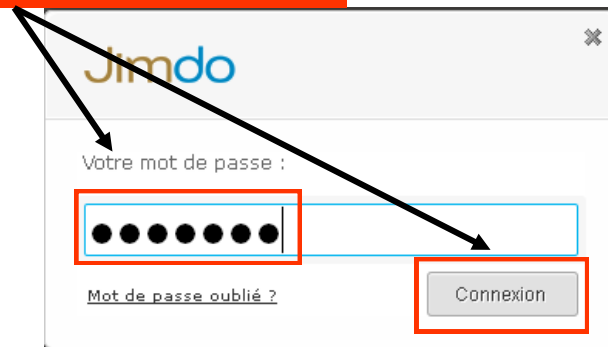 Jimdo
Votre mot de passe :
●●●●●●●
Mot de passe oublié ?
Connexion